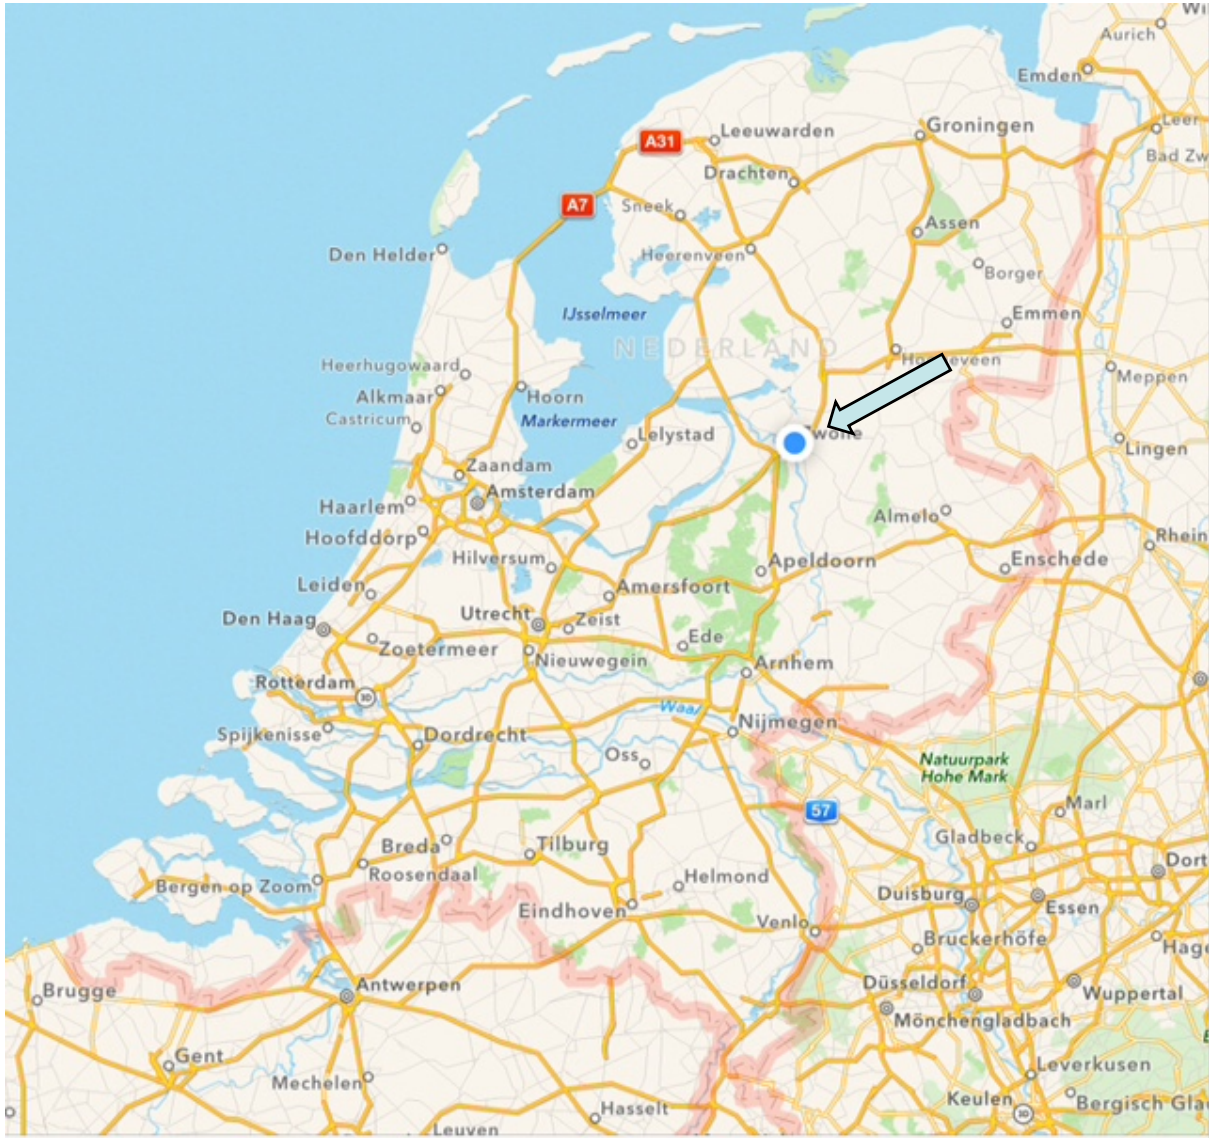 Wi
Aurich
Emden
Leer
Bad Zw
A31
Leeuwarden
Groningen
Drachten
A7
Sneek
Assen
Den Helder
Heerenveen
Borger
IJsselmeer
Emmen
NEDERLAND
Heerhugowaard
Meppen
Alkmaar
Hoorn
Castricum
Markermeer
Lelystad
Lingen
Zaandam
Amsterdam
Haarlem
Almelo
Hoofddorp
Rhein
Hilversum
Apeldoorn
Enschede
Leiden
Amersfoort
Den Haag
Utrecht
Zeist
Zoetermeer
Ede
Nieuwegein
Arnhem
Rotterdam
Waal
Spijkenisse
Dordrecht
Nijmegen
Oss
Natuurpark
Hohe Mark
57
Marl
Breda
Tilburg
Gladbeck
Dort
Roosendaal
Bergen op Zoom
Helmond
Duisburg
Essen
Eindhoven
Venlo
Bruckerhöfe
Hage
Brugge
Antwerpen
Düsseldorf
Wuppertal
Mönchengladbach
Gent
Mechelen
Leverkusen
Keulen
Bergisch Gla
Hasselt
Leuven